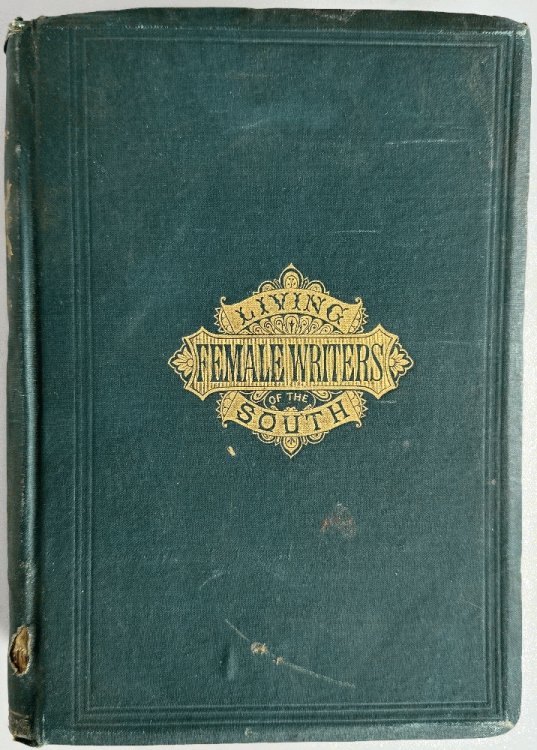 LIVING
FEMALE WRITERS
OF THE
SOUTH